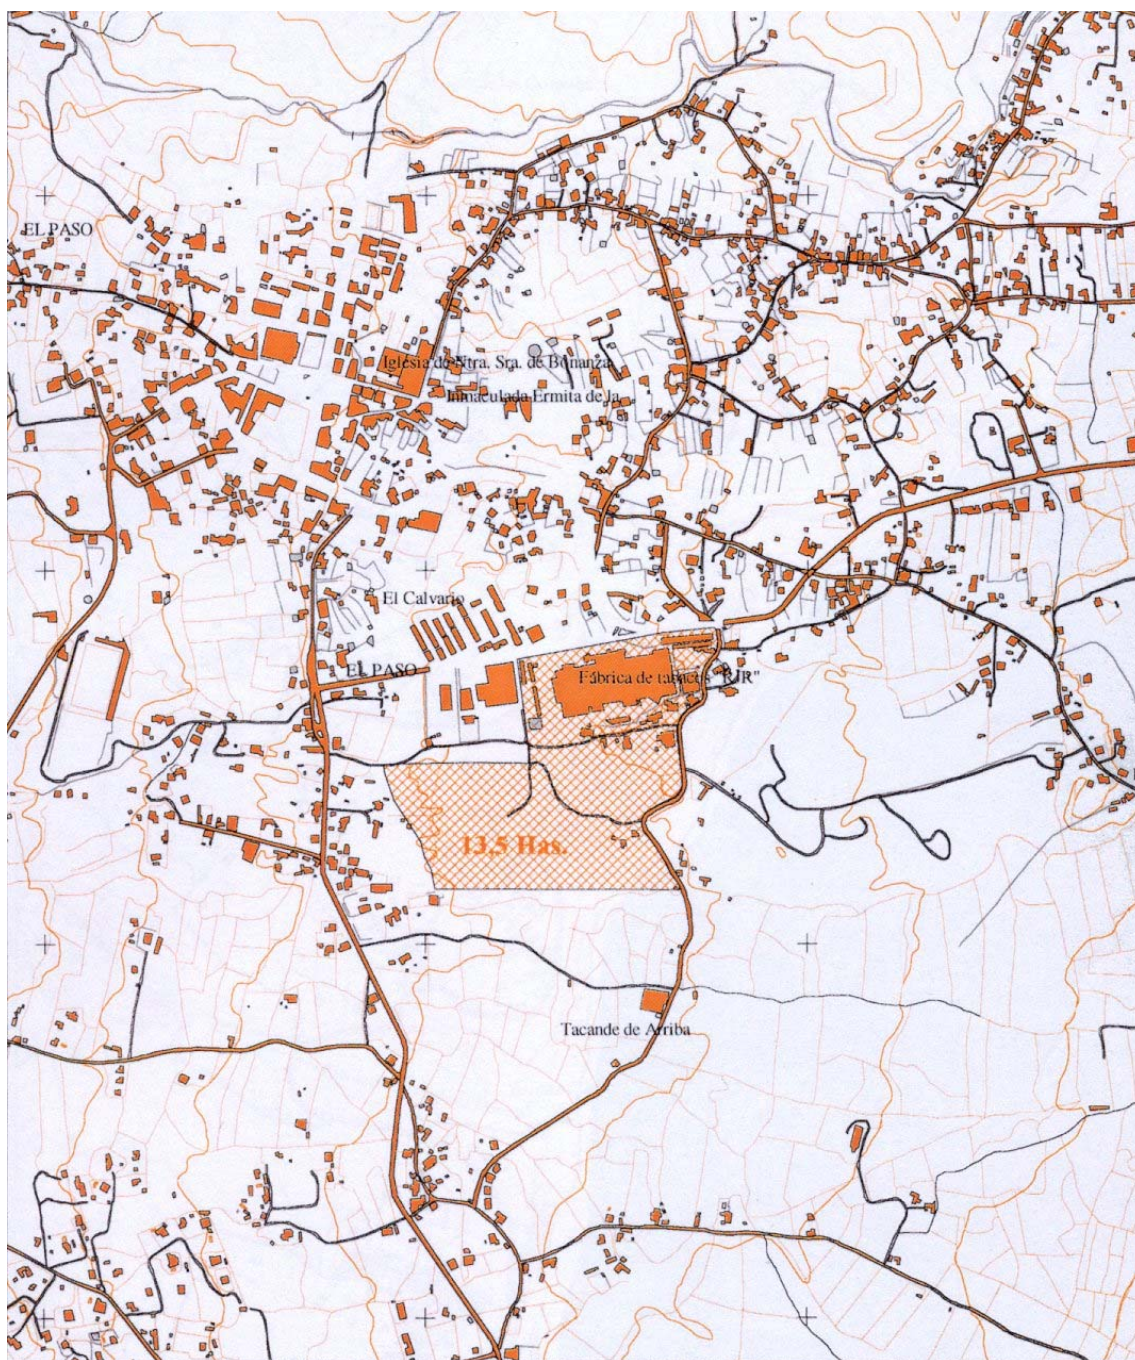 EL PASO
Iglesia de Ntra. Sra. de Bonanza
Inmaculada Ermita de la
El Calvario
EL PASO
Fábrica de tabacos "RJR"
13,5 Has.
Tacande de Arriba